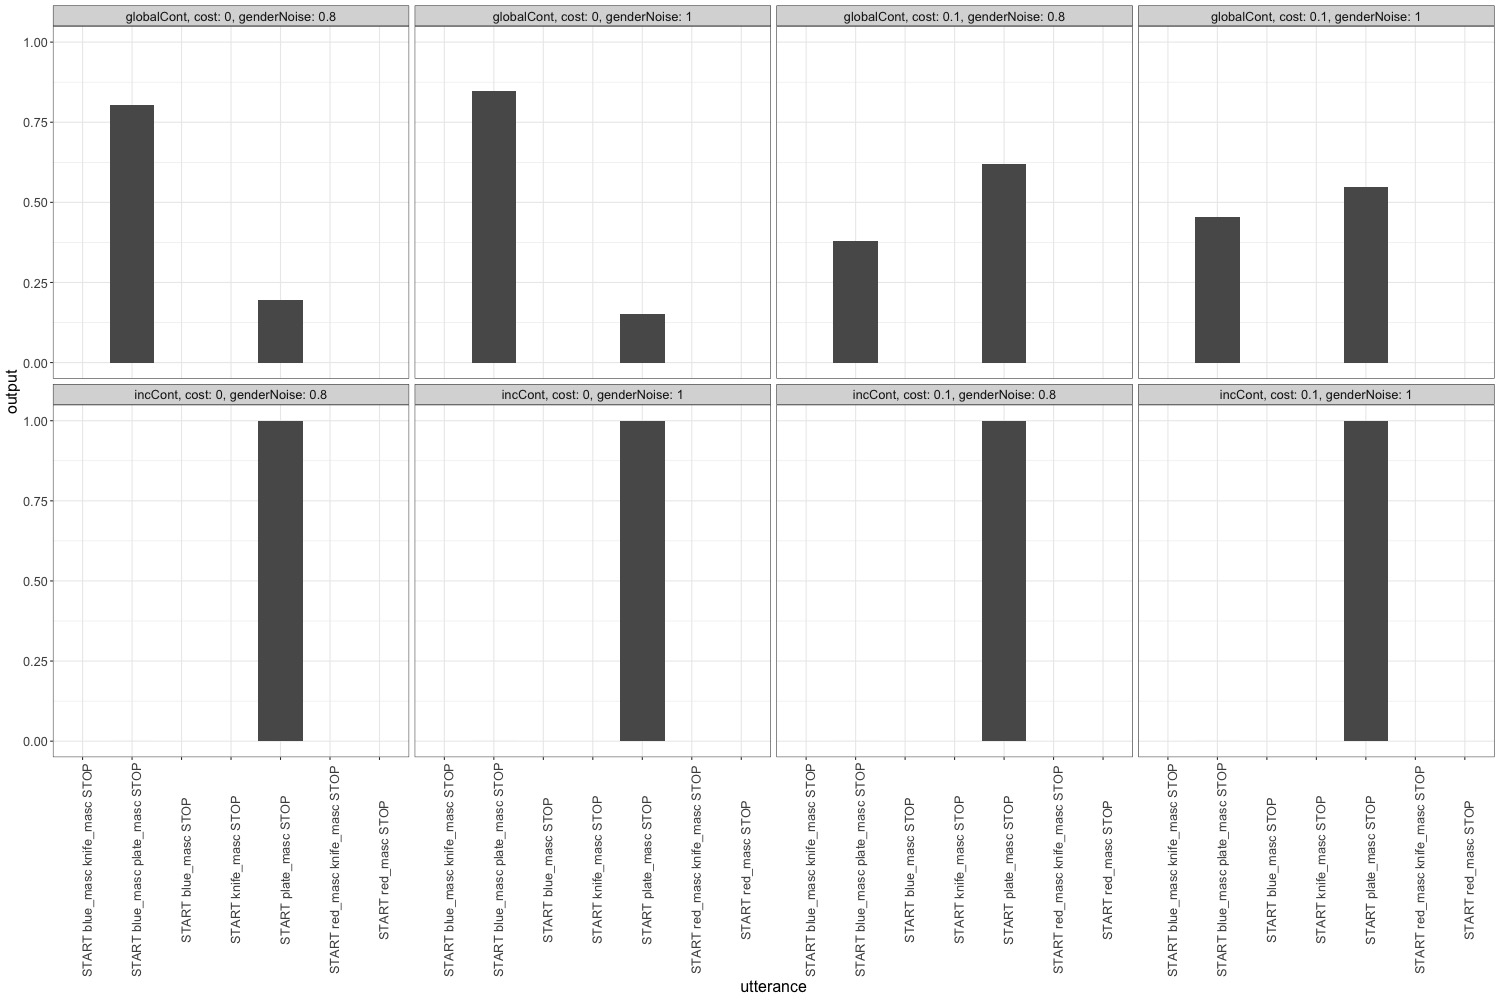 globalCont, cost: 0, genderNoise: 0.8
globalCont, cost: 0, genderNoise: 1
globalCont, cost: 0.1, genderNoise: 0.8
globalCont, cost: 0.1, genderNoise: 1
1.00
0.75
0.50
0.25
0.00
output
incCont, cost: 0, genderNoise: 0.8
incCont, cost: 0, genderNoise: 1
incCont, cost: 0.1, genderNoise: 0.8
incCont, cost: 0.1, genderNoise: 1
1.00
0.75
0.50
0.25
0.00
START blue_masc knife_masc STOP
START blue_masc plate_masc STOP
START blue_masc STOP
START knife_masc STOP
START plate_masc STOP
START red_masc knife_masc STOP
START red_masc STOP
START blue_masc knife_masc STOP
START blue_masc plate_masc STOP
START blue_masc STOP
START knife_masc STOP
START plate_masc STOP
START red_masc knife_masc STOP
START red_masc STOP
START blue_masc knife_masc STOP
START blue_masc plate_masc STOP
START blue_masc STOP
START knife_masc STOP
START plate_masc STOP
START red_masc knife_masc STOP
START red_masc STOP
START blue_masc knife_masc STOP
START blue_masc plate_masc STOP
START blue_masc STOP
START knife_masc STOP
START plate_masc STOP
START red_masc knife_masc STOP
START red_masc STOP
utterance